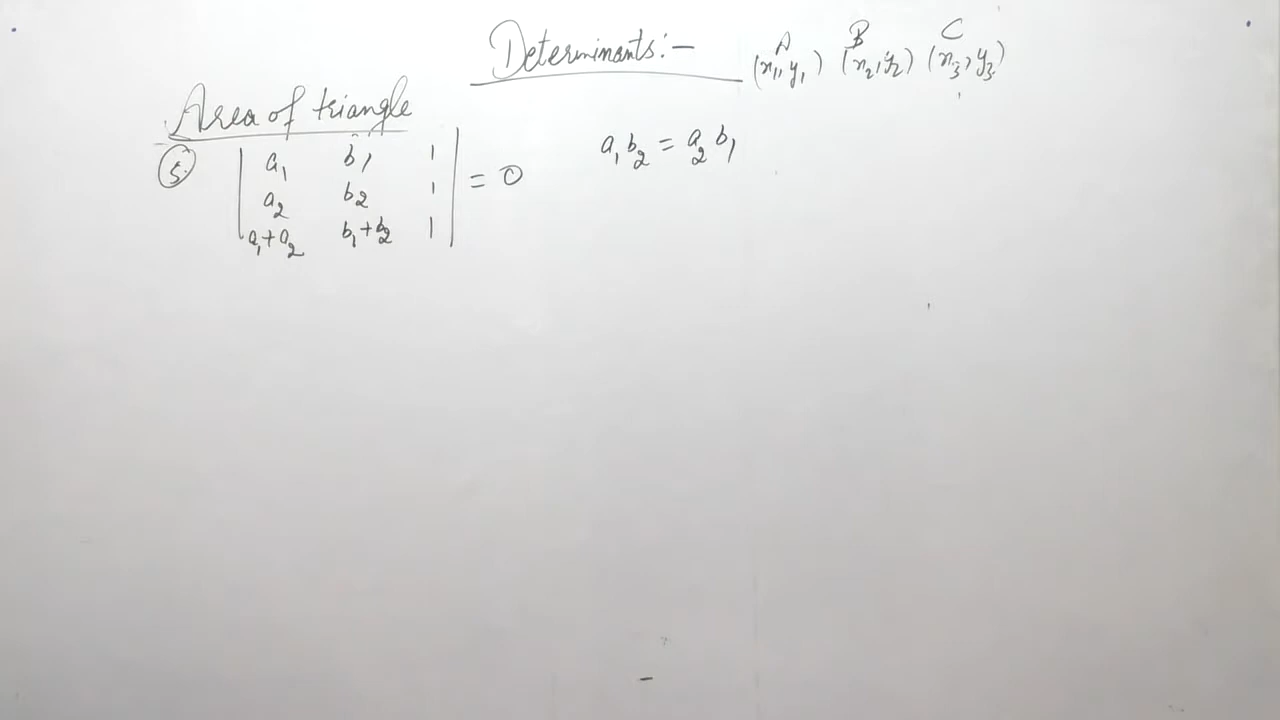 Determinants:-
A B C
(x₁, y₁) (x₂, y₂) (x₃, y₃)
Area of triangle
5. | a₁ b₁ 1 |
| a₂ b₂ 1 | = 0 a₁b₂ = a₂b₁
| a₁+a₂ b₁+b₂ 1 |